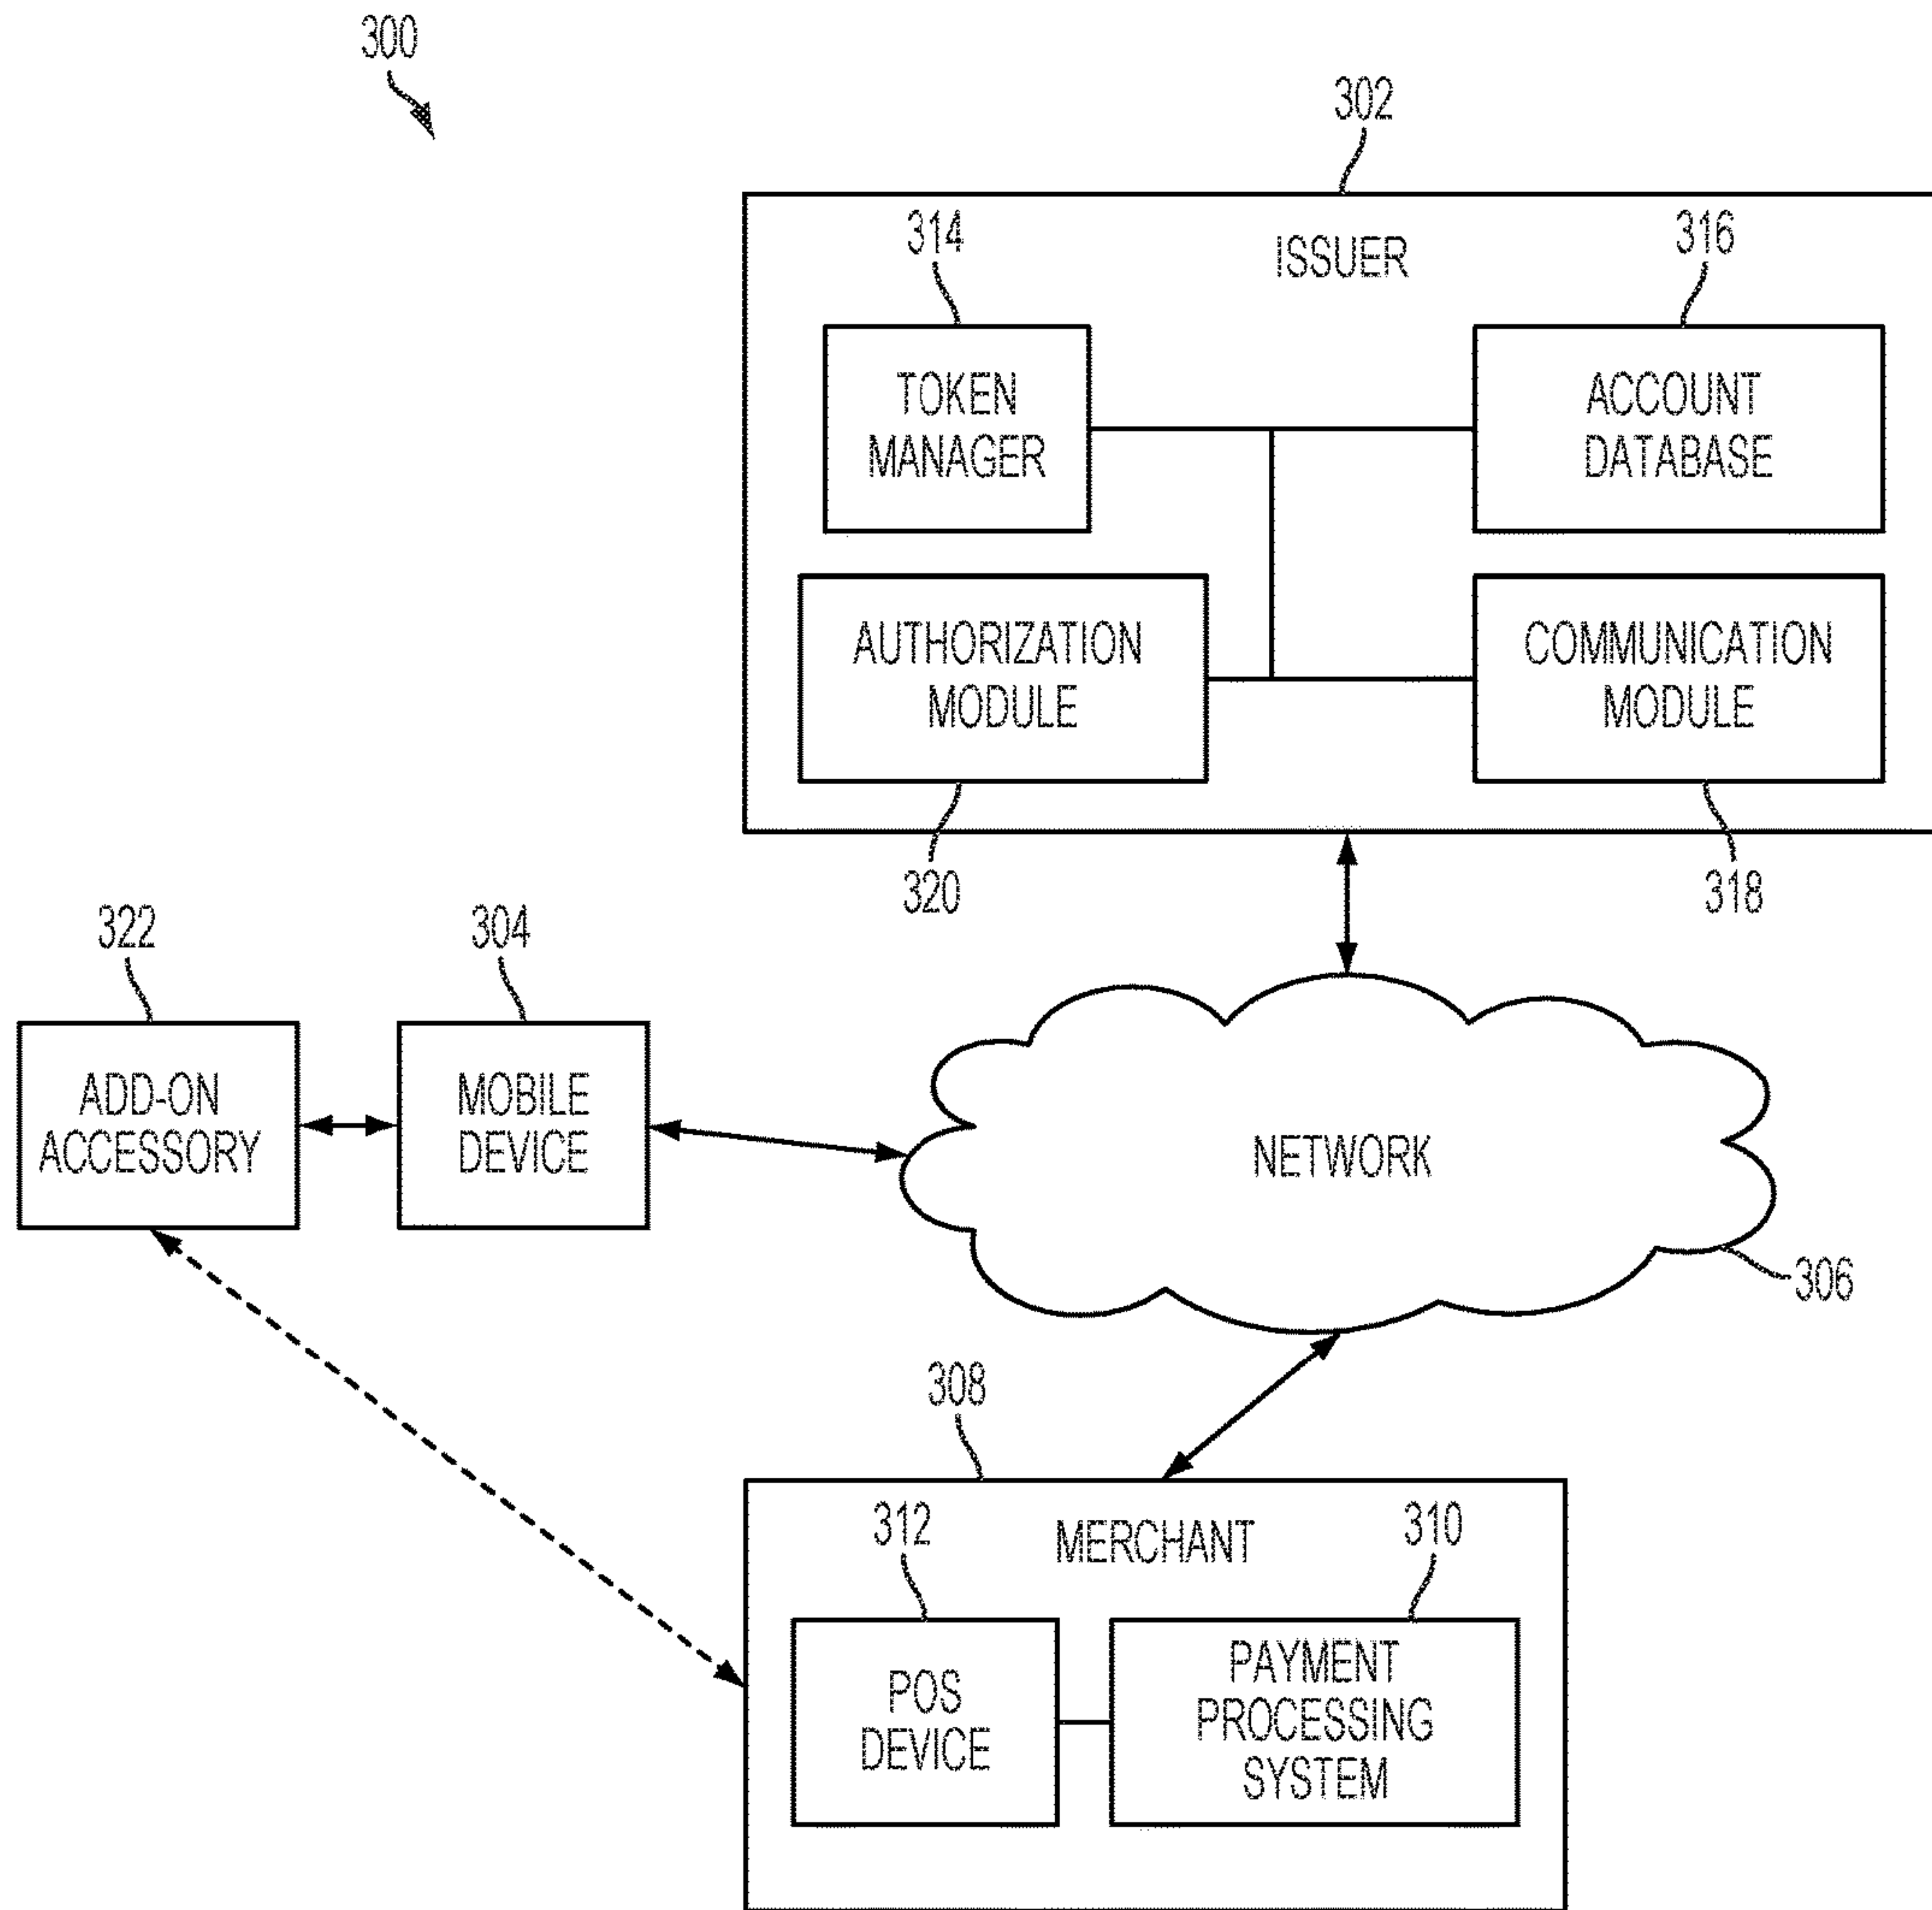 300
302
314
ISSUER
316
TOKEN
MANAGER
ACCOUNT
DATABASE
AUTHORIZATION
MODULE
COMMUNICATION
MODULE
320
318
322
304
ADD-ON
ACCESSORY
MOBILE
DEVICE
NETWORK
306
308
312
MERCHANT
310
POS
DEVICE
PAYMENT
PROCESSING
SYSTEM